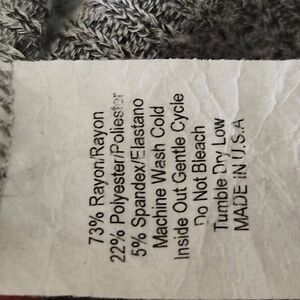 73% Rayon/Rayon
22% Polyester/Poliester
5% Spandex/Elastano
Machine Wash Cold
Inside Out Gentle Cycle
Do Not Bleach
Tumble Dry Low
MADE IN U.S.A